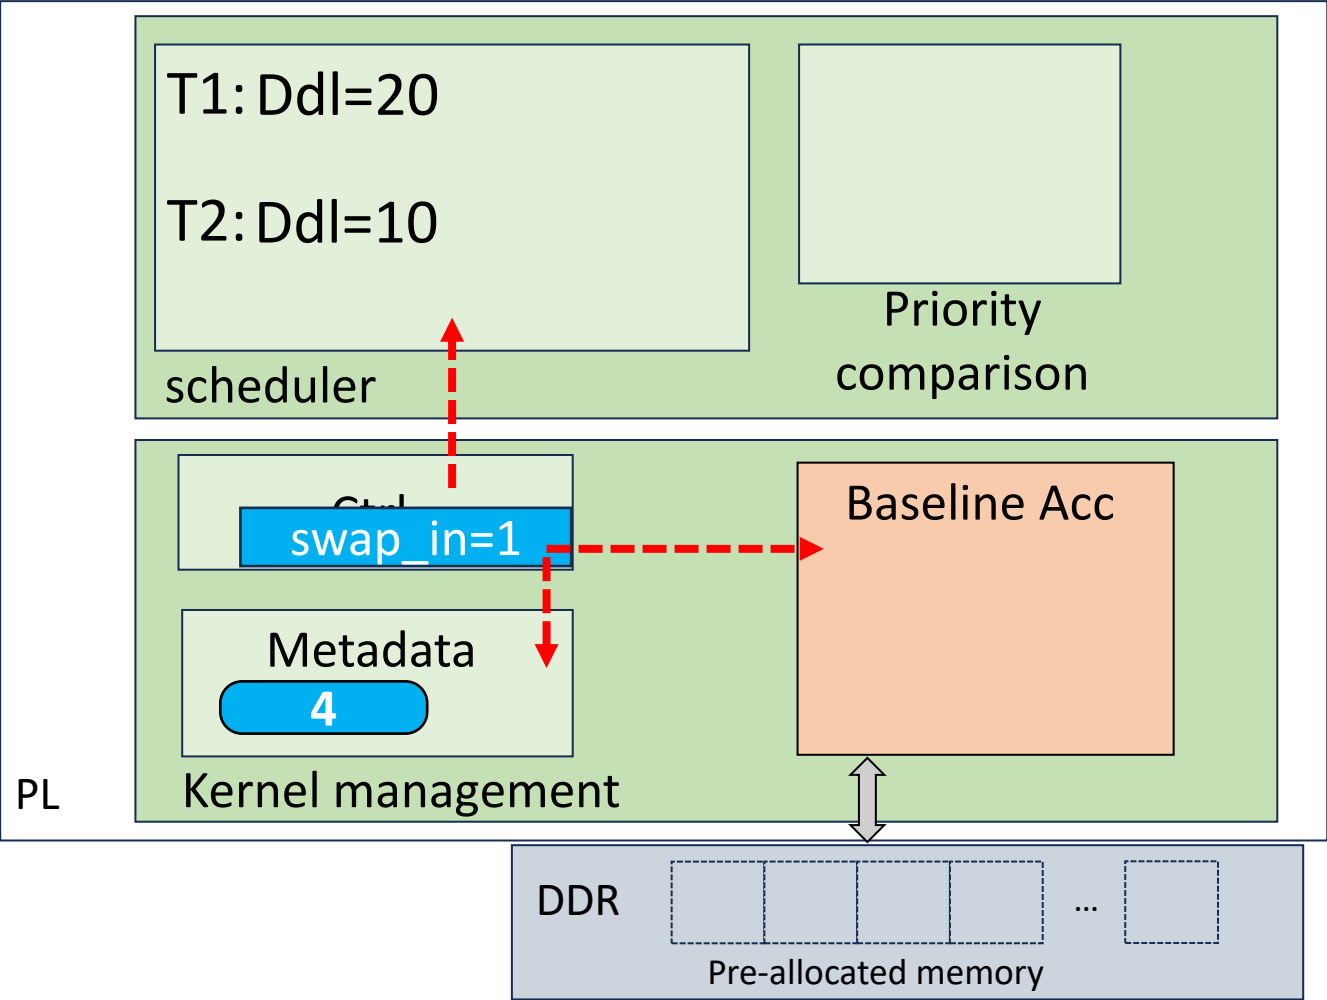 T1: Ddl=20
T2: Ddl=10
scheduler
Priority
comparison
Ctrl
swap_in=1
Baseline Acc
Metadata
4
Kernel management
PL
DDR
...
Pre-allocated memory